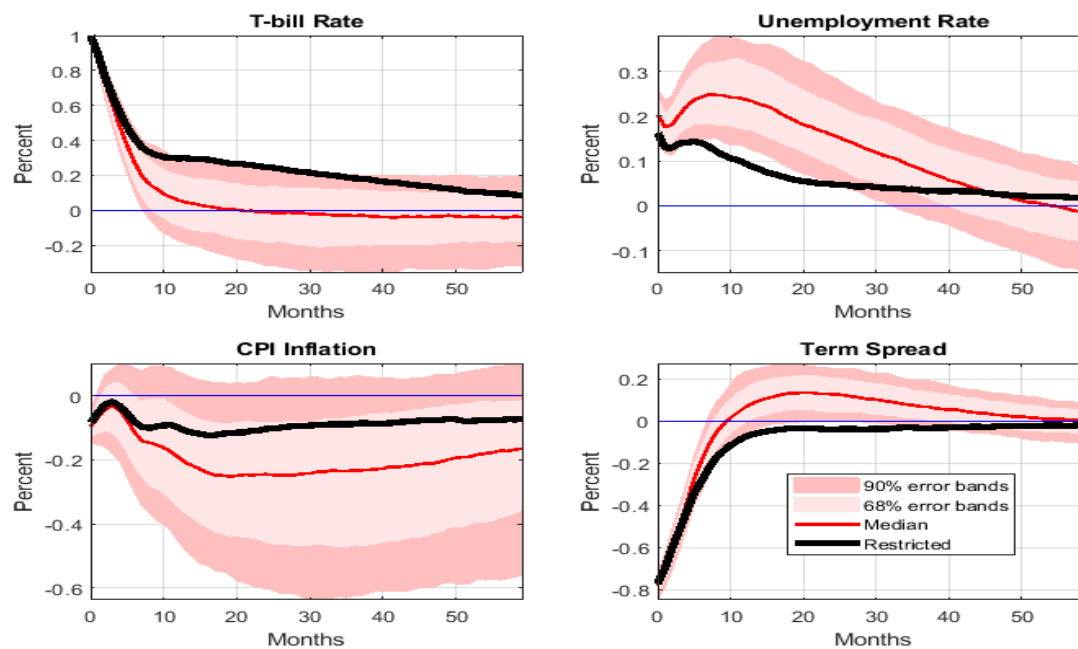 T-bill Rate
1
0.8
0.6
0.4
0.2
0
-0.2
Percent
0 10 20 30 40 50
Months
Unemployment Rate
0.3
0.2
0.1
0
-0.1
Percent
0 10 20 30 40 50
Months
CPI Inflation
0
-0.2
-0.4
-0.6
Percent
0 10 20 30 40 50
Months
Term Spread
0.2
0
-0.2
-0.4
-0.6
-0.8
Percent
0 10 20 30 40 50
Months
90% error bands
68% error bands
Median
Restricted